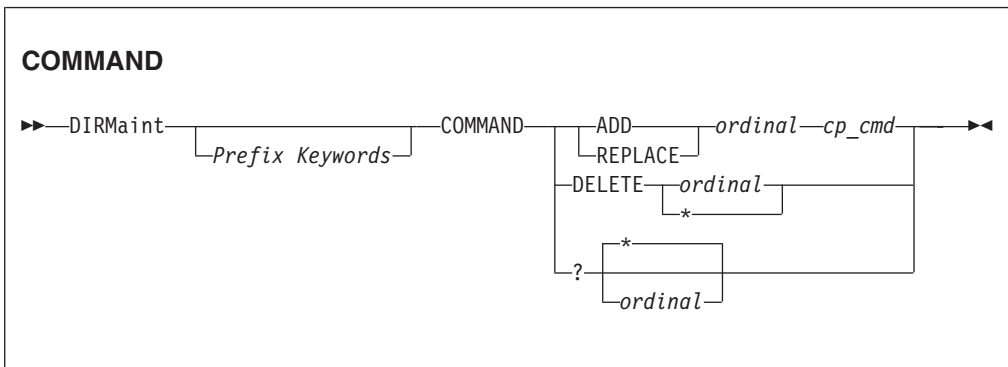 COMMAND
DIRMaint Prefix Keywords COMMAND ADD ordinal cp_cmd
REPLACE
DELETE ordinal
*
? *
ordinal